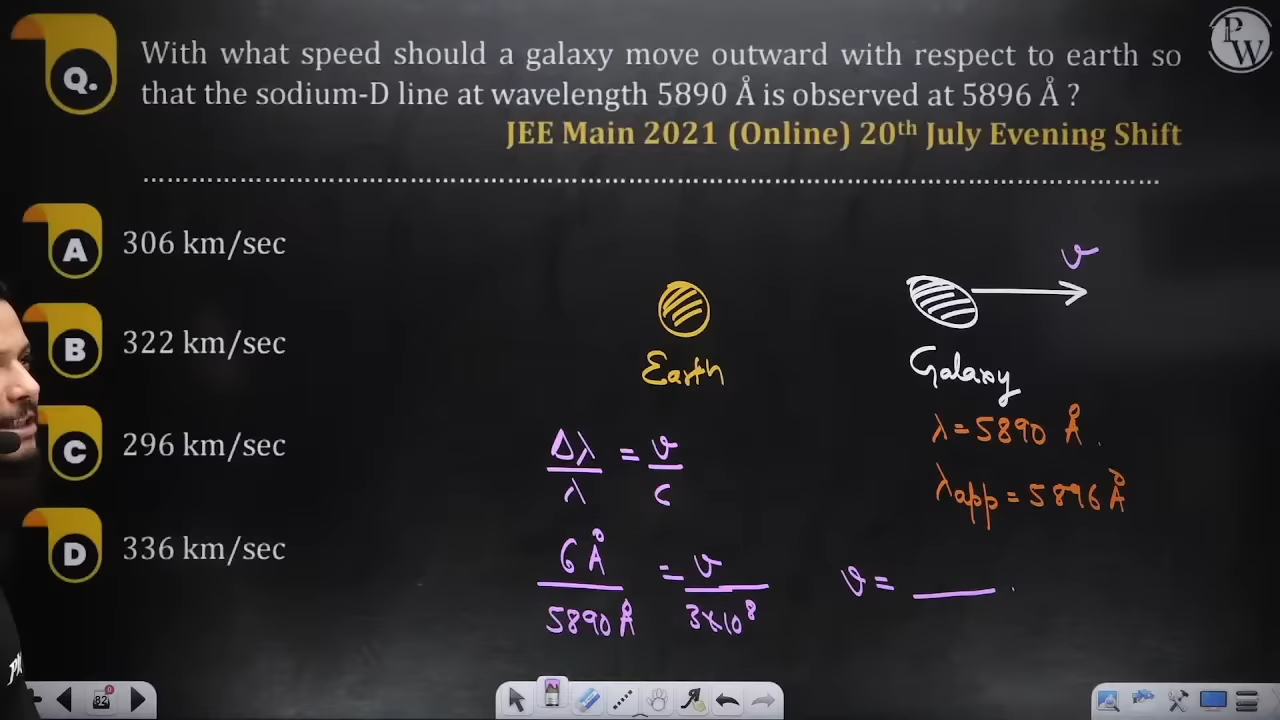 Q.
With what speed should a galaxy move outward with respect to earth so
that the sodium-D line at wavelength 5890 Å is observed at 5896 Å ?
JEE Main 2021 (Online) 20th July Evening Shift
PW
A 306 km/sec
B 322 km/sec
C 296 km/sec
D 336 km/sec
v
Earth
Galaxy
λ = 5890 Å.
λapp = 5896 Å
Δλ/λ = v/c
6 Å/5890 Å = v/3×10⁸
v = ____.
82